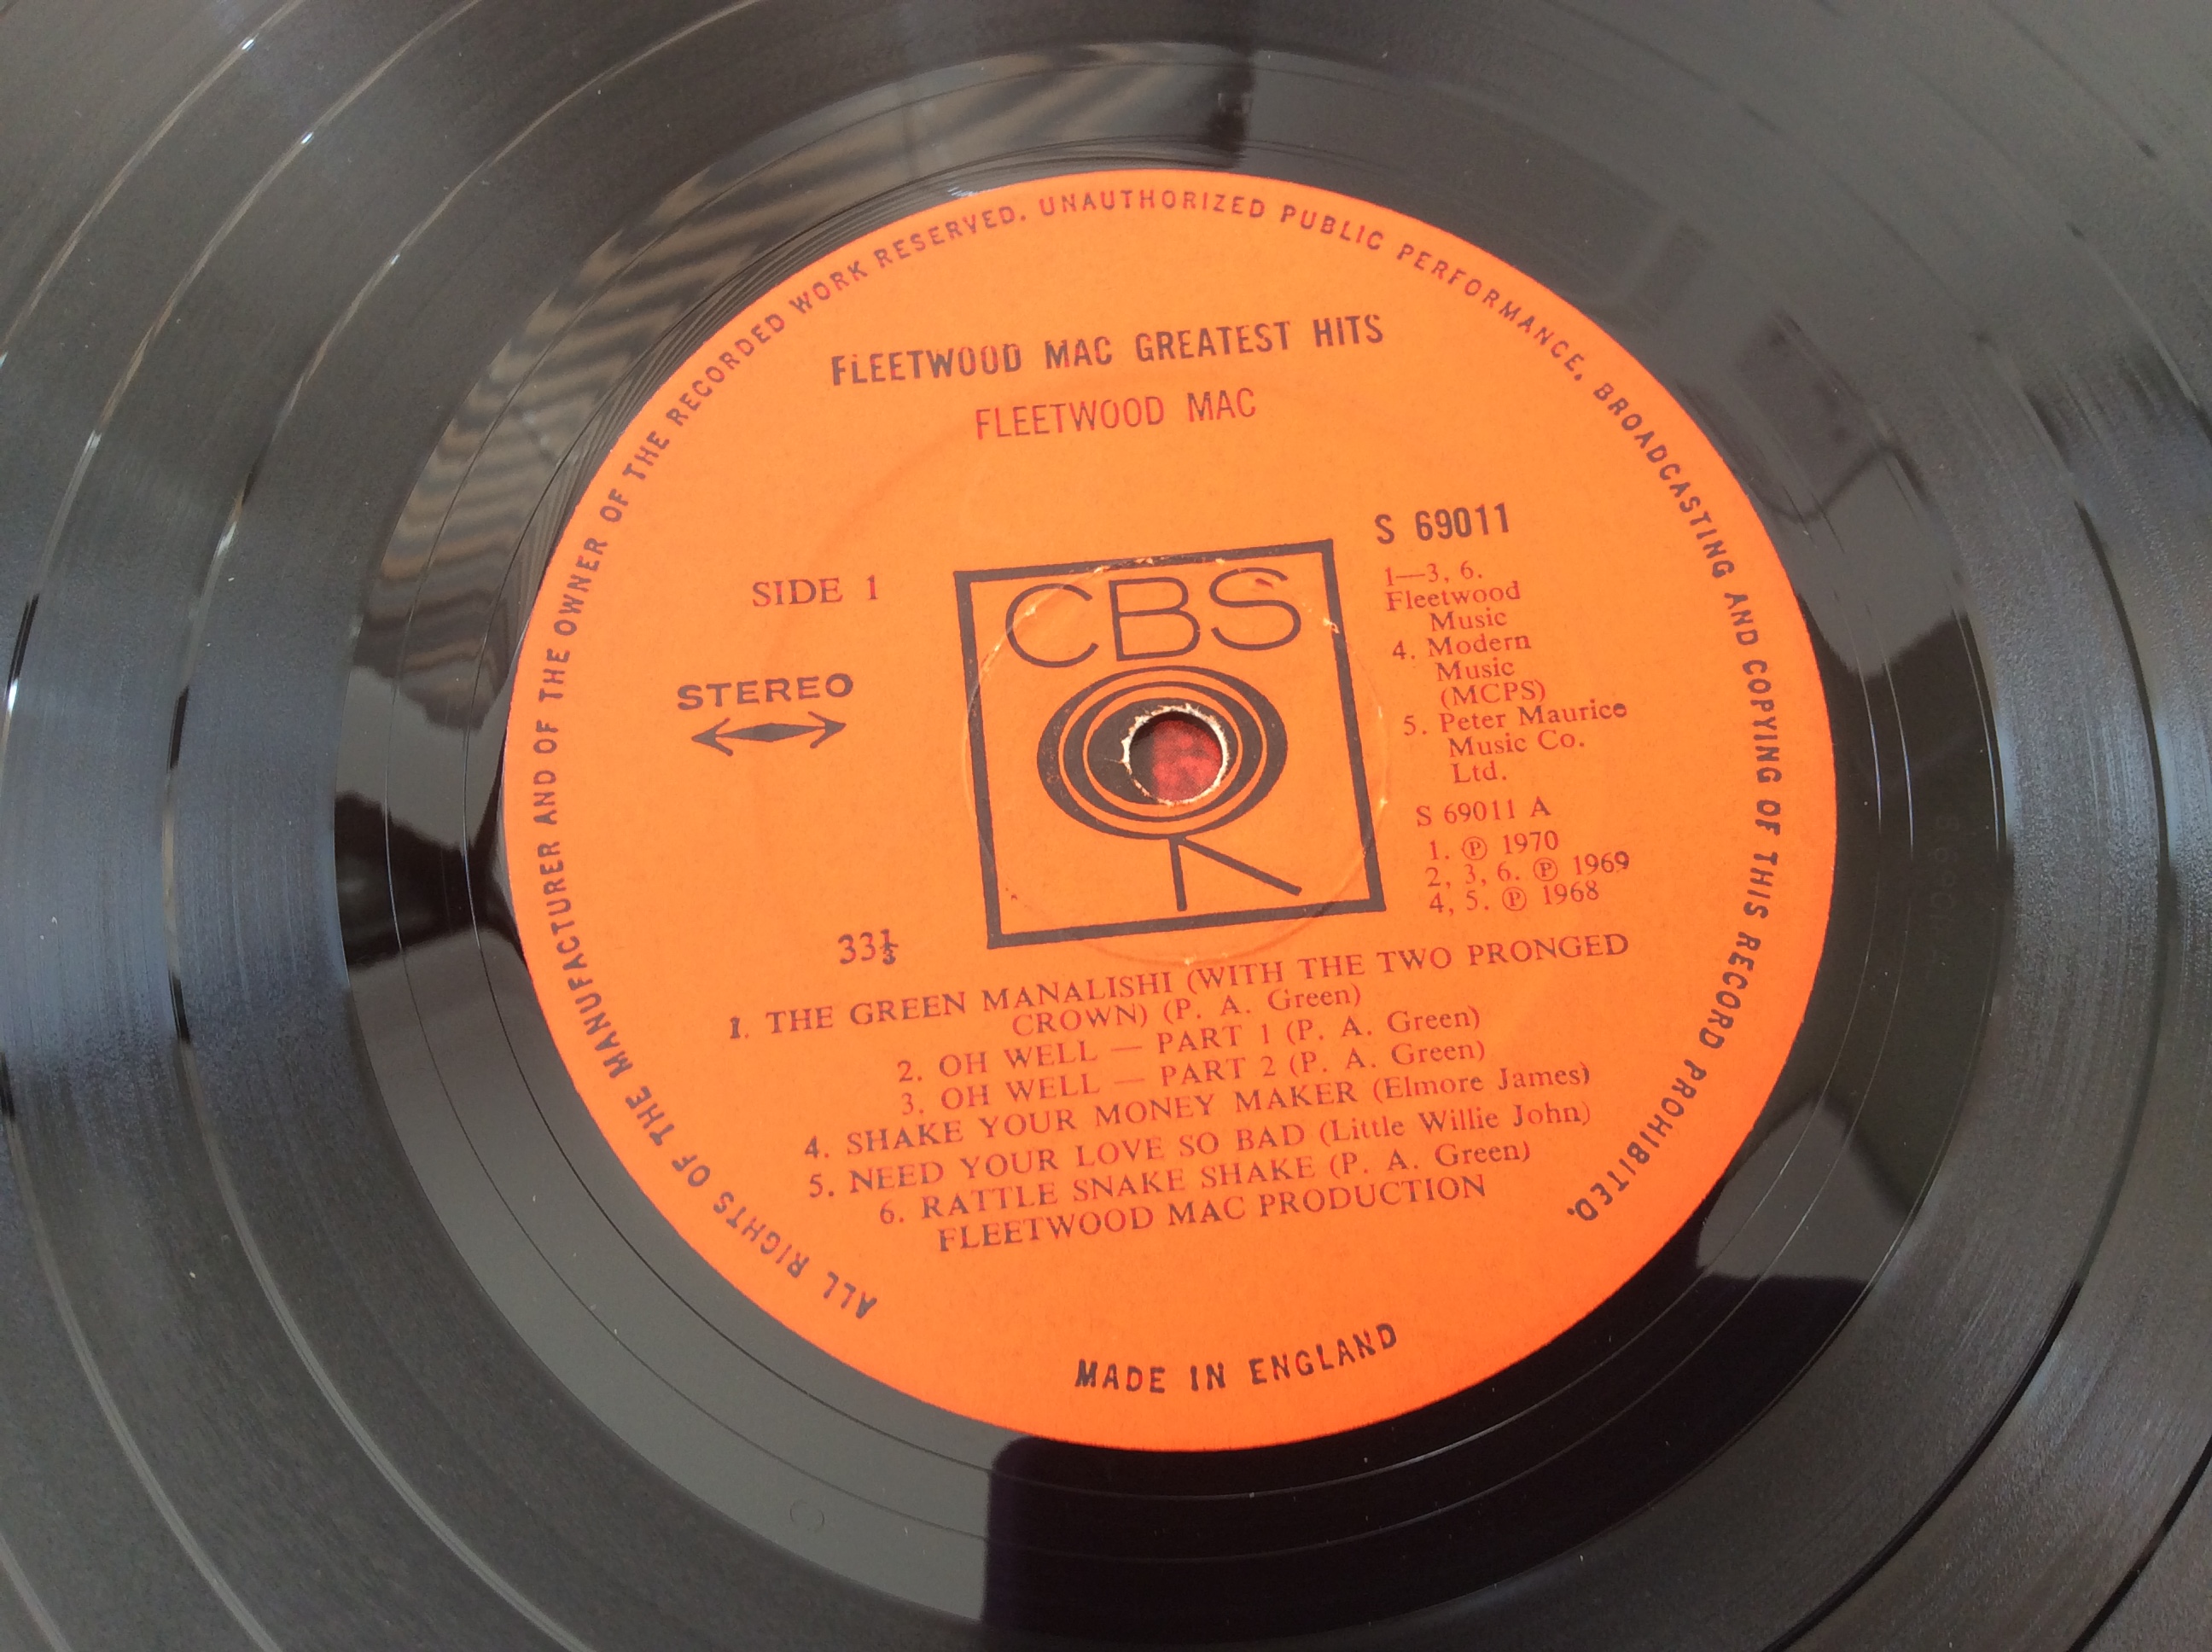 ALL RIGHTS OF THE MANUFACTURER AND OF THE OWNER OF THE RECORDED WORK RESERVED. UNAUTHORIZED PUBLIC PERFORMANCE, BROADCASTING AND COPYING OF THIS RECORD PROHIBITED.
FLEETWOOD MAC GREATEST HITS
FLEETWOOD MAC
SIDE 1
STEREO
33⅓
CBS
S 69011
1—3, 6.
Fleetwood
Music
4. Modern
Music
(MCPS)
5. Peter Maurice
Music Co.
Ltd.
S 69011 A
1. ℗ 1970
2, 3, 6. ℗ 1969
4, 5. ℗ 1968
1. THE GREEN MANALISHI (WITH THE TWO PRONGED
CROWN) (P. A. Green)
2. OH WELL — PART 1 (P. A. Green)
3. OH WELL — PART 2 (P. A. Green)
4. SHAKE YOUR MONEY MAKER (Elmore James)
5. NEED YOUR LOVE SO BAD (Little Willie John)
6. RATTLE SNAKE SHAKE (P. A. Green)
FLEETWOOD MAC PRODUCTION
MADE IN ENGLAND